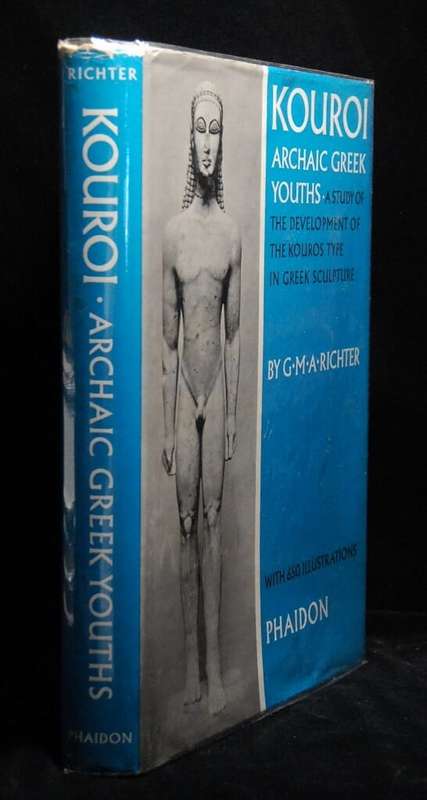 RICHTER
KOUROI · ARCHAIC GREEK YOUTHS
PHAIDON
KOUROI
ARCHAIC GREEK
YOUTHS · A STUDY OF
THE DEVELOPMENT OF
THE KOUROS TYPE
IN GREEK SCULPTURE
BY G·M·A·RICHTER
WITH 650 ILLUSTRATIONS
PHAIDON